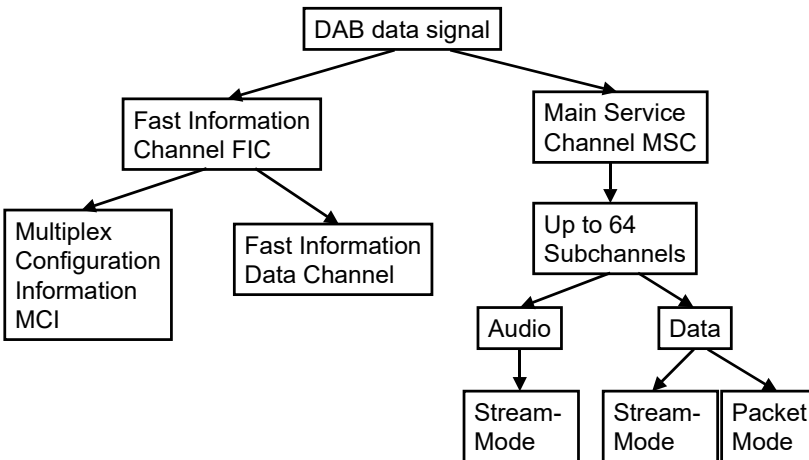 DAB data signal
Fast Information
Channel FIC
Main Service
Channel MSC
Multiplex
Configuration
Information
MCI
Fast Information
Data Channel
Up to 64
Subchannels
Audio
Data
Stream-
Mode
Stream-
Mode
Packet
Mode